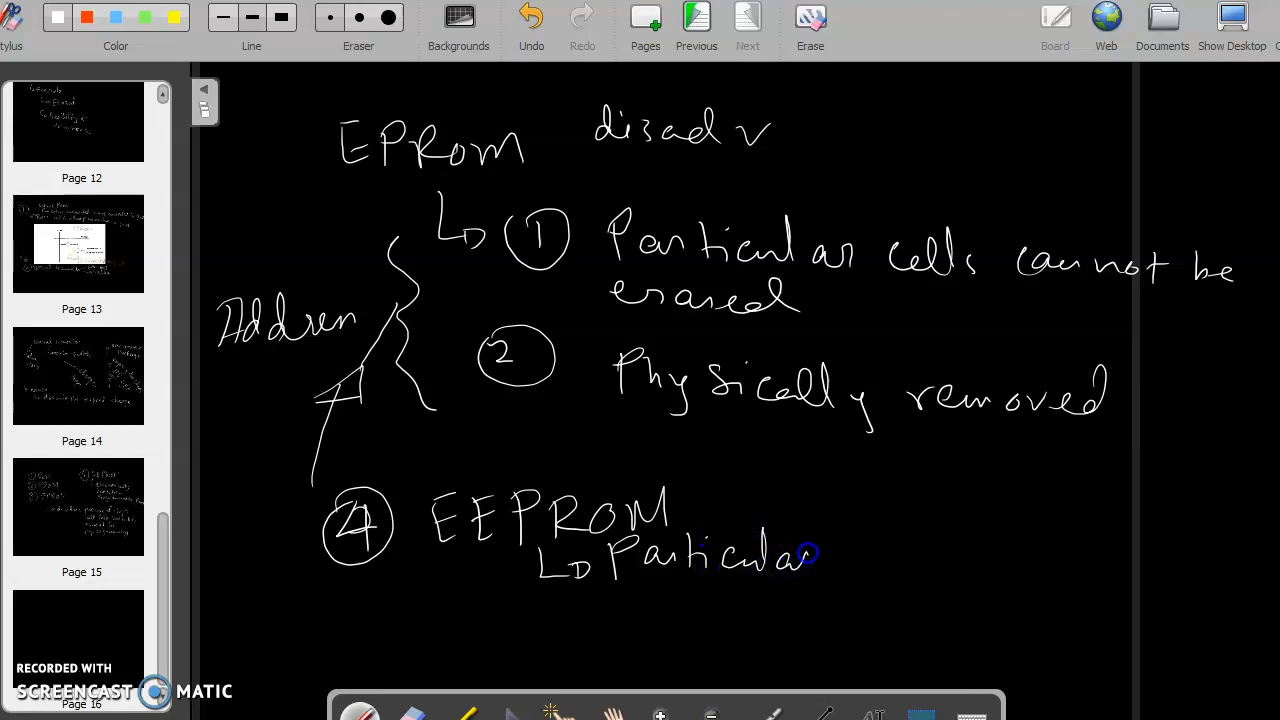 Stylus
Color
Line
Eraser
Backgrounds
Undo
Redo
Pages
Previous
Next
Erase
Board
Web
Documents
Show Desktop
Page 12
Page 13
Page 14
Page 15
Page 16
EPROM disadv
① Particular cells cannot be
erased
Address
② Physically removed
④ EEPROM
Particular
RECORDED WITH
SCREENCAST MATIC